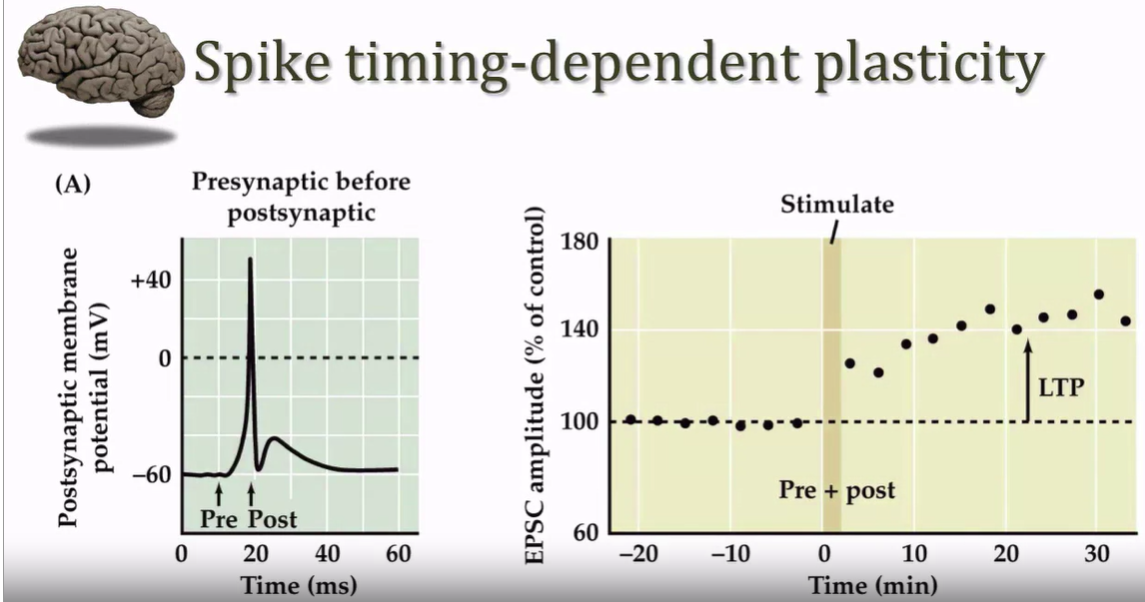 Spike timing-dependent plasticity
(A)
Presynaptic before
postsynaptic
Postsynaptic membrane
potential (mV)
+40
0
–60
Pre Post
0 20 40 60
Time (ms)
Stimulate
EPSC amplitude (% of control)
180
140
100
60
LTP
Pre + post
–20 –10 0 10 20 30
Time (min)